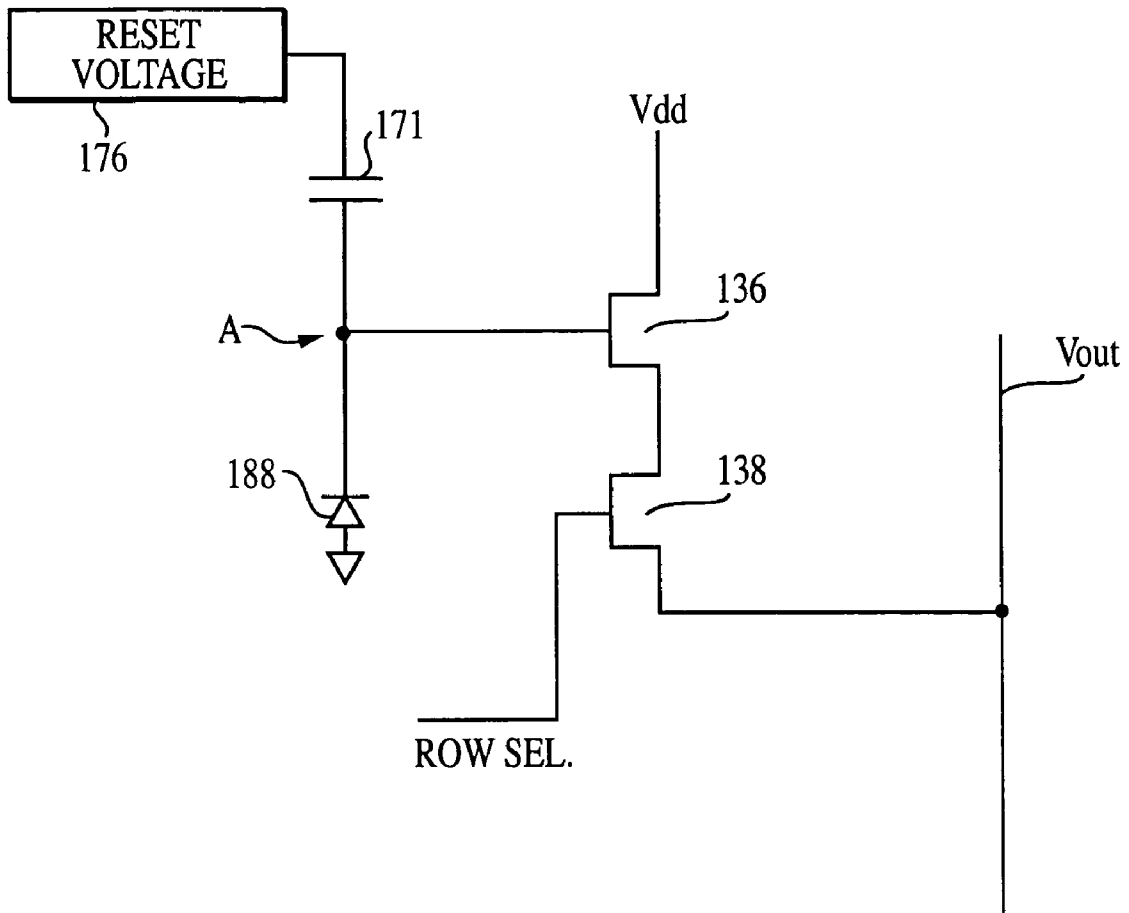 RESET
VOLTAGE
176
171
Vdd
136
A
Vout
188
138
ROW SEL.